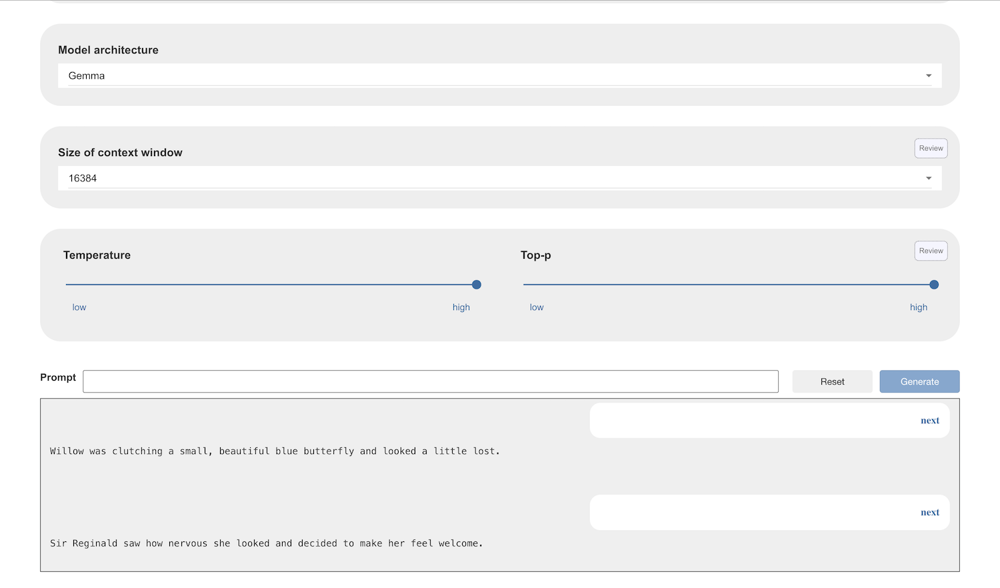 Model architecture
Gemma
Size of context window
Review
16384
Temperature
Top-p
Review
low
high
low
high
Prompt
Reset
Generate
next
Willow was clutching a small, beautiful blue butterfly and looked a little lost.
next
Sir Reginald saw how nervous she looked and decided to make her feel welcome.